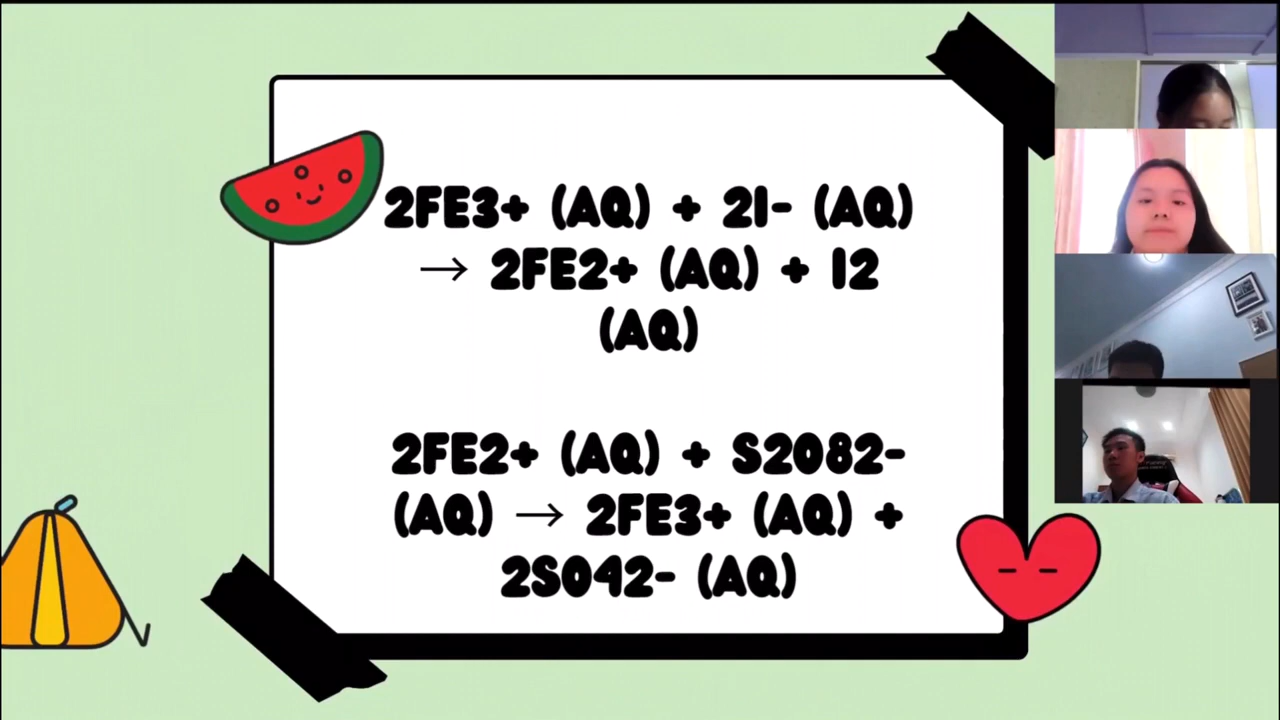 2FE3+ (AQ) + 2I- (AQ)
→ 2FE2+ (AQ) + I2
(AQ)
2FE2+ (AQ) + S2O82-
(AQ) → 2FE3+ (AQ) +
2SO42- (AQ)